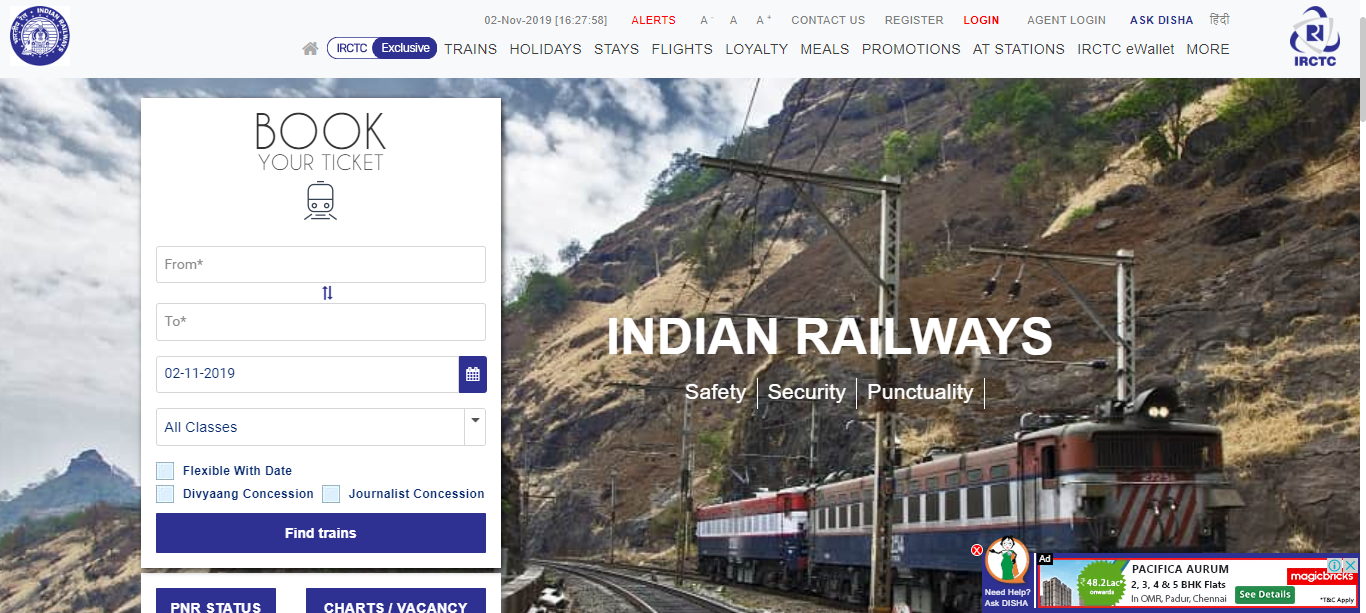 INDIAN RAILWAYS
02-Nov-2019 [16:27:58] ALERTS A- A A+ CONTACT US REGISTER LOGIN AGENT LOGIN ASK DISHA हिंदी
IRCTC Exclusive TRAINS HOLIDAYS STAYS FLIGHTS LOYALTY MEALS PROMOTIONS AT STATIONS IRCTC eWallet MORE
IRCTC
BOOK
YOUR TICKET
From*
To*
02-11-2019
All Classes
Flexible With Date
Divyaang Concession Journalist Concession
Find trains
PNR STATUS CHARTS / VACANCY
INDIAN RAILWAYS
Safety Security Punctuality
Need Help?
Ask DISHA
Ad
₹48.2Lac*
onwards
PACIFICA AURUM
2, 3, 4 & 5 BHK Flats
In OMR, Padur, Chennai
See Details
magicbricks
*T&C Apply